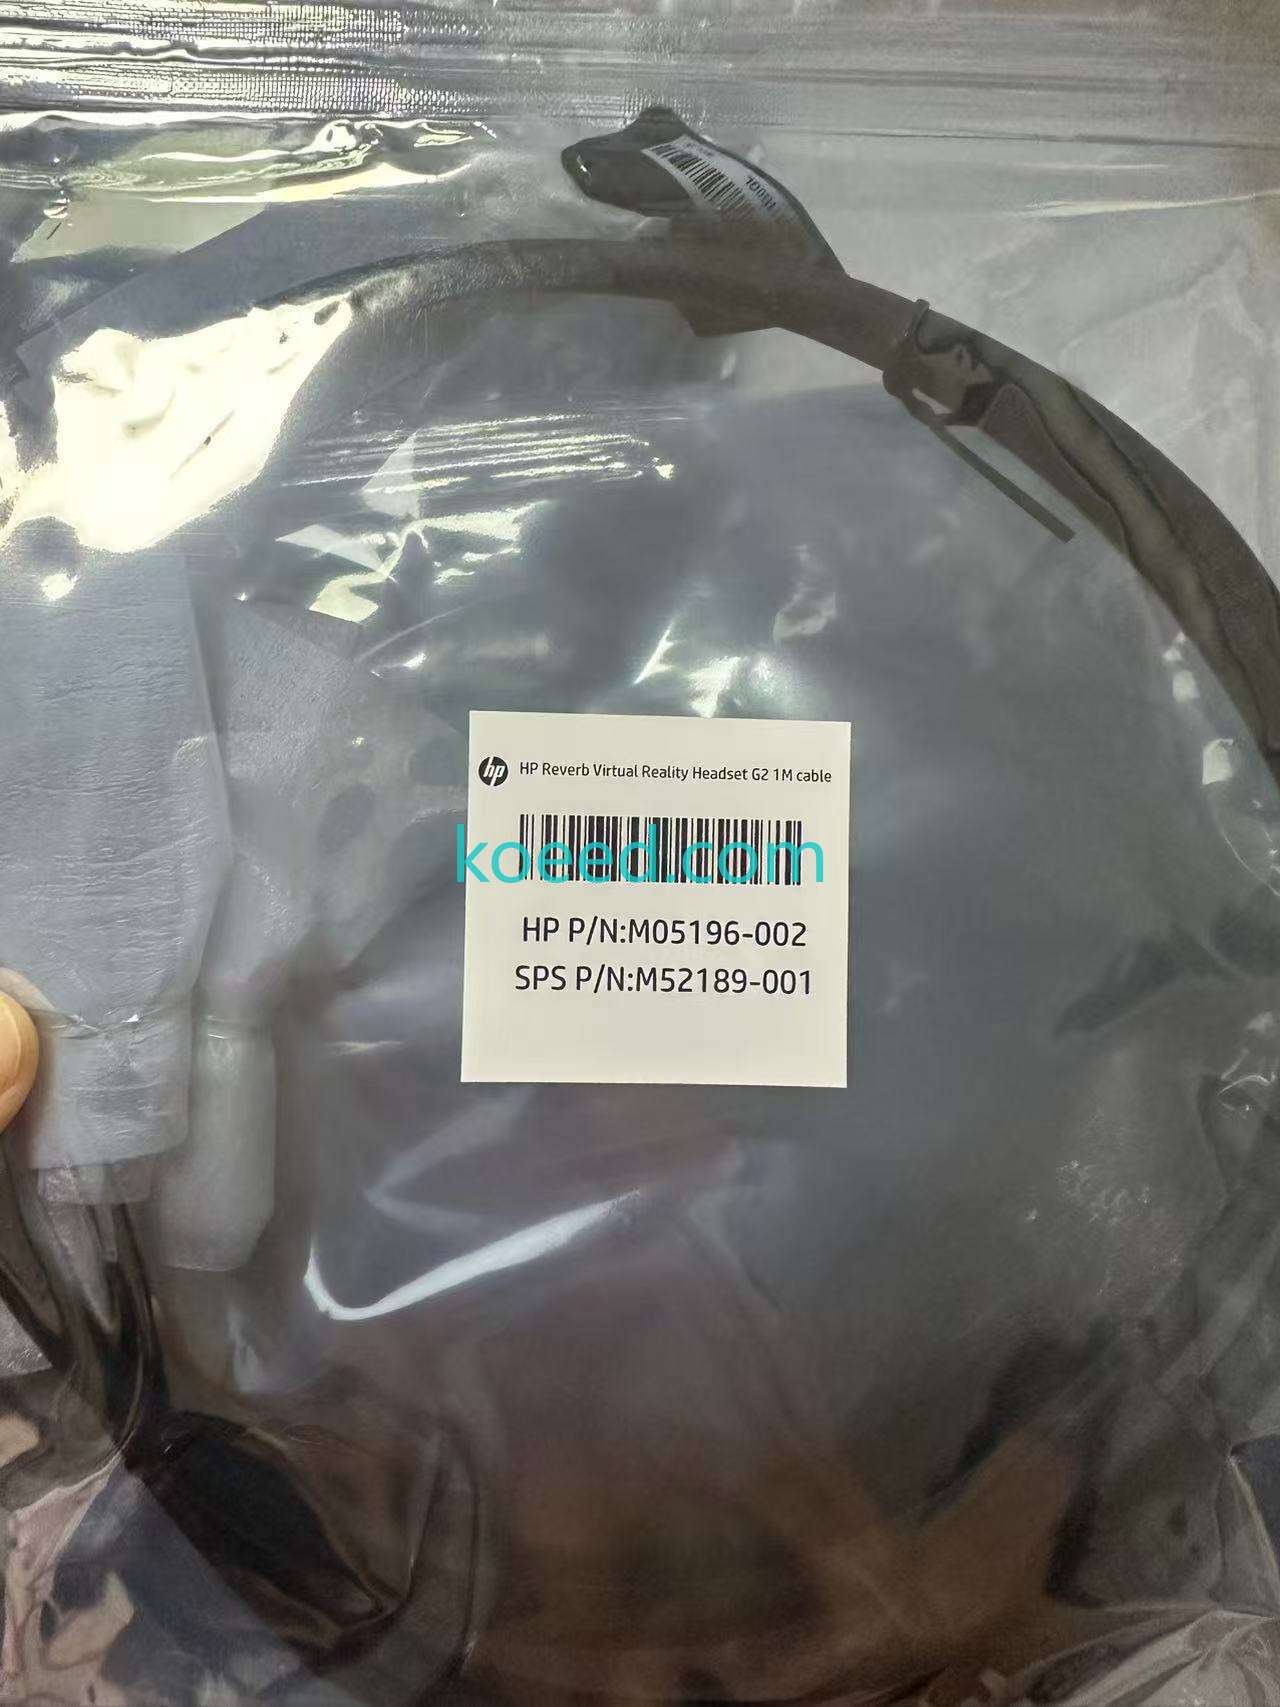 hp HP Reverb Virtual Reality Headset G2 1M cable
koeed.com
HP P/N:M05196-002
SPS P/N:M52189-001